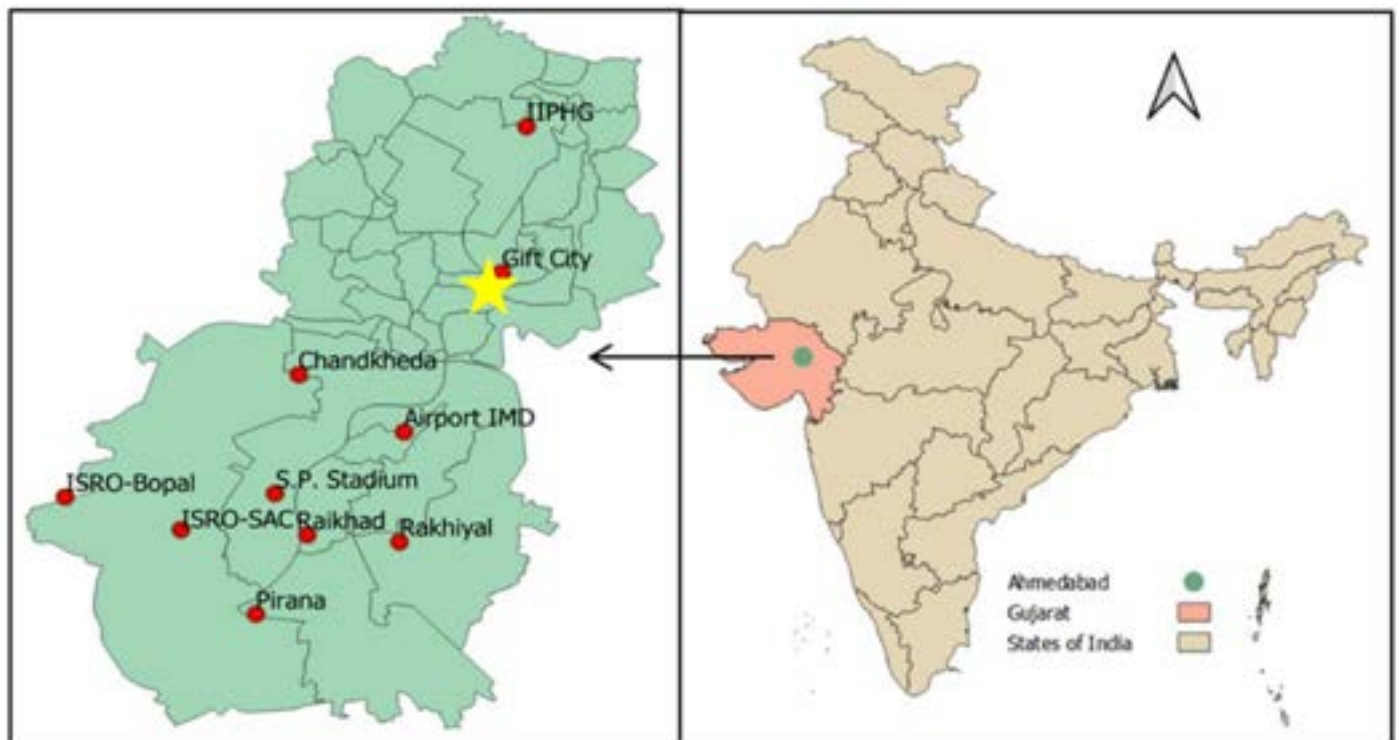 IIPHG
Gift City
Chandkheda
Airport IMD
S.P. Stadium
ISRO-Bopal
ISRO-SAC
Raikhad
Rakhiyal
Pirana
Ahmedabad
Gujarat
States of India